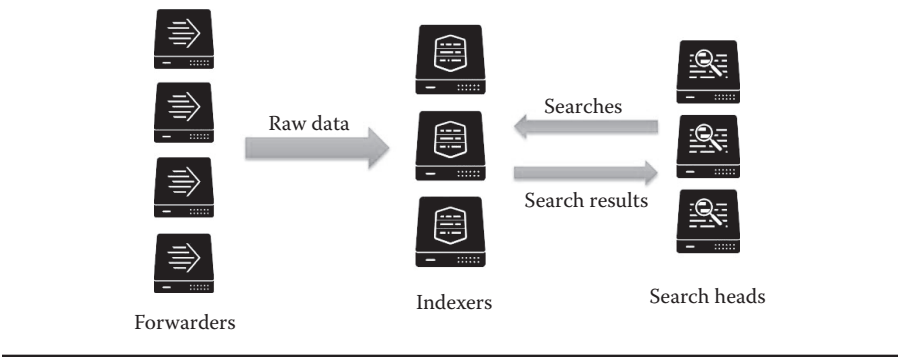 Raw data
Searches
Search results
Forwarders
Indexers
Search heads